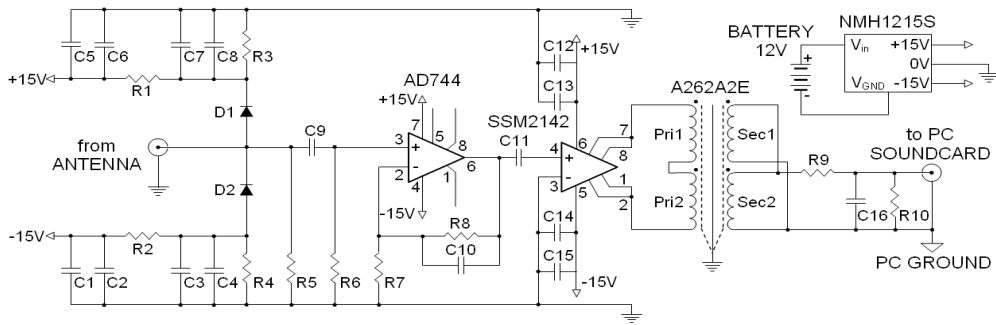 NMH1215S
BATTERY
12V
Vin
+15V
0V
VGND
-15V
+
-
C5
C6
C7
C8
R3
+15V
R1
D1
AD744
+15V
7
5
8
3
+
2
-
6
4
1
-15V
C9
C12
+15V
C13
SSM2142
C11
4
+
3
-
6
7
8
1
2
5
A262A2E
Pri1
Sec1
Pri2
Sec2
from
ANTENNA
D2
-15V
R2
C1
C2
C3
C4
R4
R5
R6
R7
R8
C10
C14
C15
-15V
to PC
SOUNDCARD
R9
C16
R10
PC GROUND